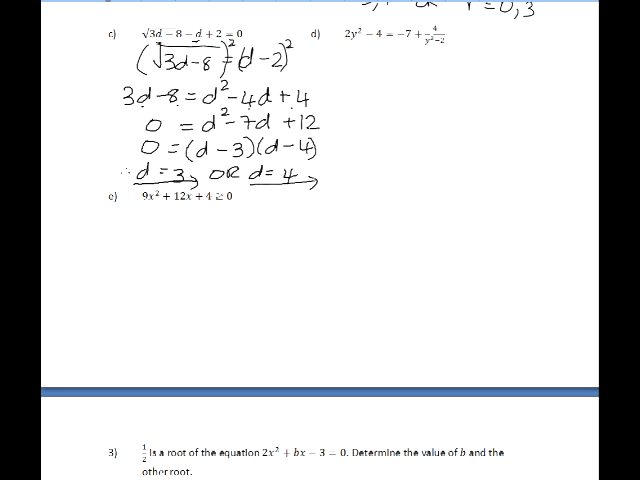 r = 0,3
c) √3d − 8 − d + 2 = 0 d) 2y² − 4 = −7 + 4/(y²−2)
(√3d−8)² = (d−2)²
3d−8 = d²−4d+4
0 = d²−7d+12
0 = (d−3)(d−4)
∴ d = 3 OR d = 4
e) 9x² + 12x + 4 ≥ 0
3) 1/2 is a root of the equation 2x² + bx − 3 = 0. Determine the value of b and the
other root.